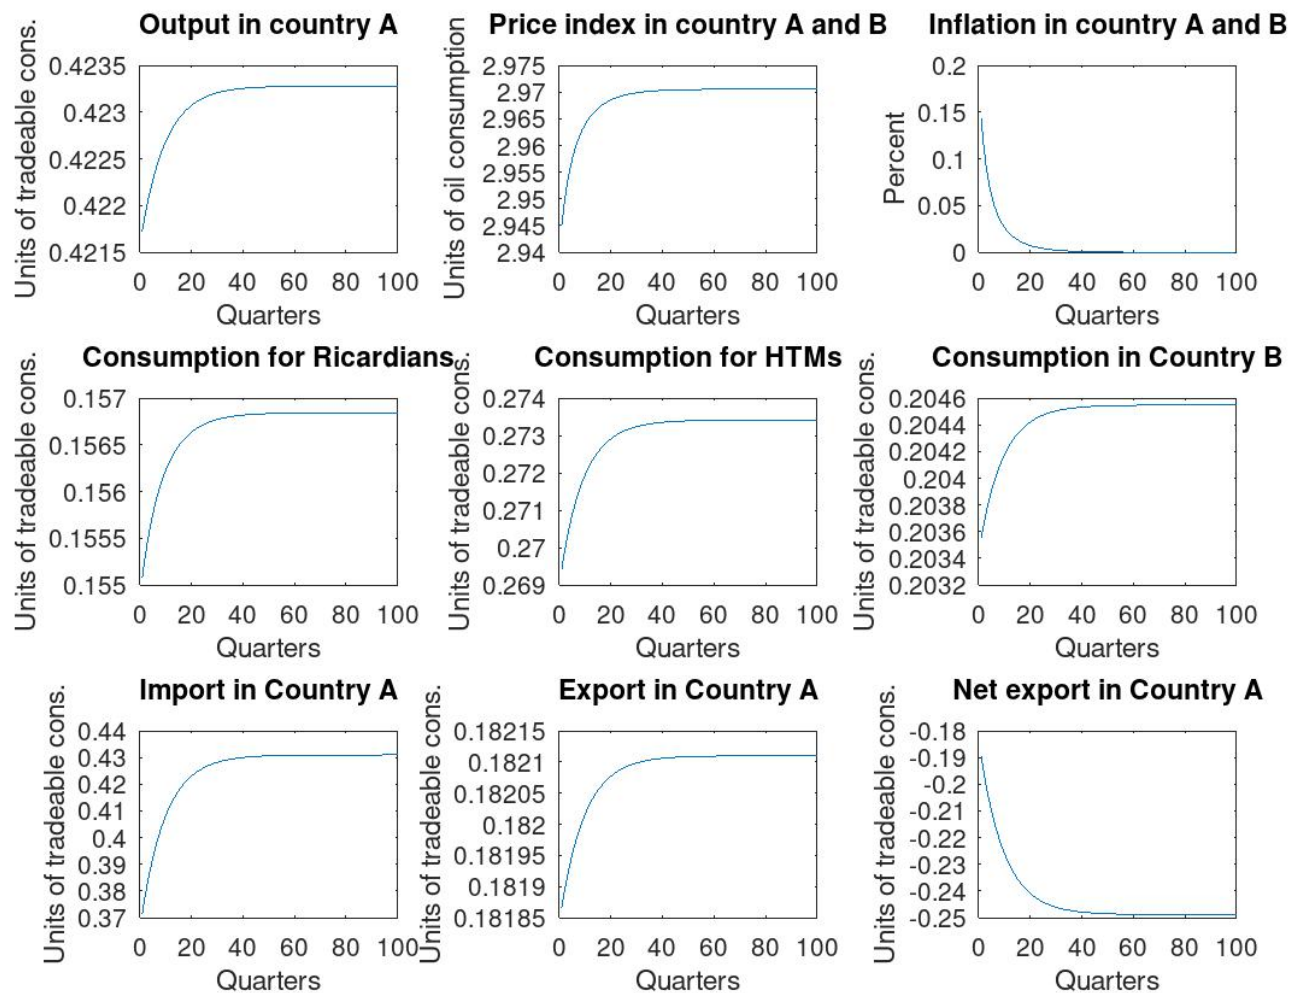 Output in country A
Units of tradeable cons.
0.4235
0.423
0.4225
0.422
0.4215
0 20 40 60 80 100
Quarters
Price index in country A and B
Units of oil consumption
2.975
2.97
2.965
2.96
2.955
2.95
2.945
2.94
0 20 40 60 80 100
Quarters
Inflation in country A and B
Percent
0.2
0.15
0.1
0.05
0
0 20 40 60 80 100
Quarters
Consumption for Ricardians
Units of tradeable cons.
0.157
0.1565
0.156
0.1555
0.155
0 20 40 60 80 100
Quarters
Consumption for HTMs
Units of tradeable cons.
0.274
0.273
0.272
0.271
0.27
0.269
0 20 40 60 80 100
Quarters
Consumption in Country B
Units of tradeable cons.
0.2046
0.2044
0.2042
0.204
0.2038
0.2036
0.2034
0.2032
0 20 40 60 80 100
Quarters
Import in Country A
Units of tradeable cons.
0.44
0.43
0.42
0.41
0.4
0.39
0.38
0.37
0 20 40 60 80 100
Quarters
Export in Country A
Units of tradeable cons.
0.18215
0.1821
0.18205
0.182
0.18195
0.1819
0.18185
0 20 40 60 80 100
Quarters
Net export in Country A
Units of tradeable cons.
-0.18
-0.19
-0.2
-0.21
-0.22
-0.23
-0.24
-0.25
0 20 40 60 80 100
Quarters